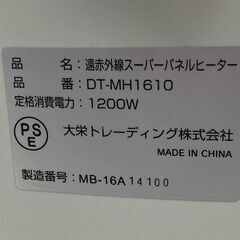 品　　名：遠赤外線スーパーパネルヒーター
品　　番：DT-MH1610
定格消費電力：1200W
PS
E
大栄トレーディング株式会社
MADE IN CHINA
製造番号：MB-16A 14100